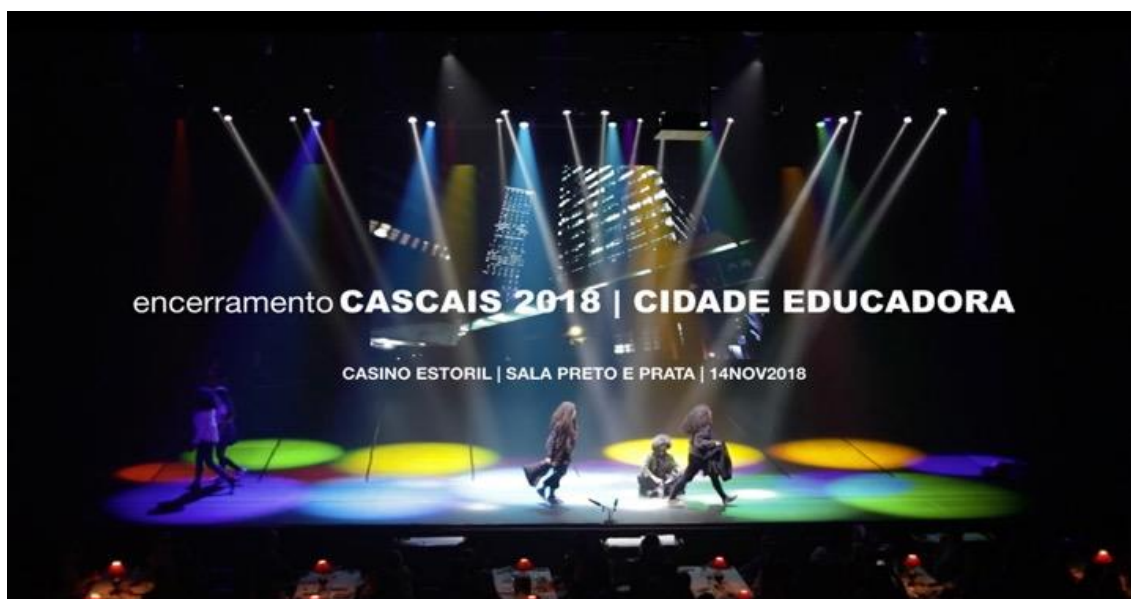 encerramento CASCAIS 2018 | CIDADE EDUCADORA
CASINO ESTORIL | SALA PRETO E PRATA | 14NOV2018